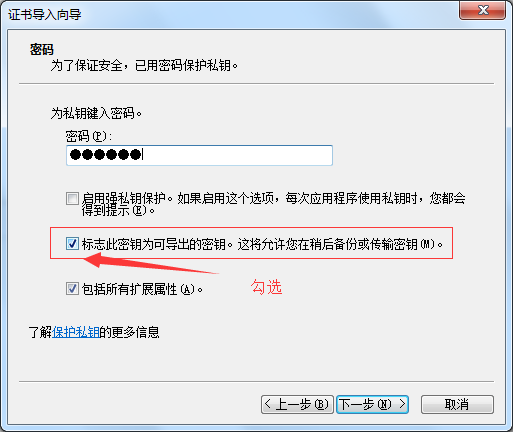 证书导入向导
密码
为了保证安全，已用密码保护私钥。
为私钥键入密码。
密码(P):
●●●●●●
启用强私钥保护。如果启用这个选项，每次应用程序使用私钥时，您都会
得到提示(E)。
标志此密钥为可导出的密钥。这将允许您在稍后备份或传输密钥(M)。
勾选
包括所有扩展属性(A)。
了解保护私钥的更多信息
< 上一步(B) 下一步(N) > 取消